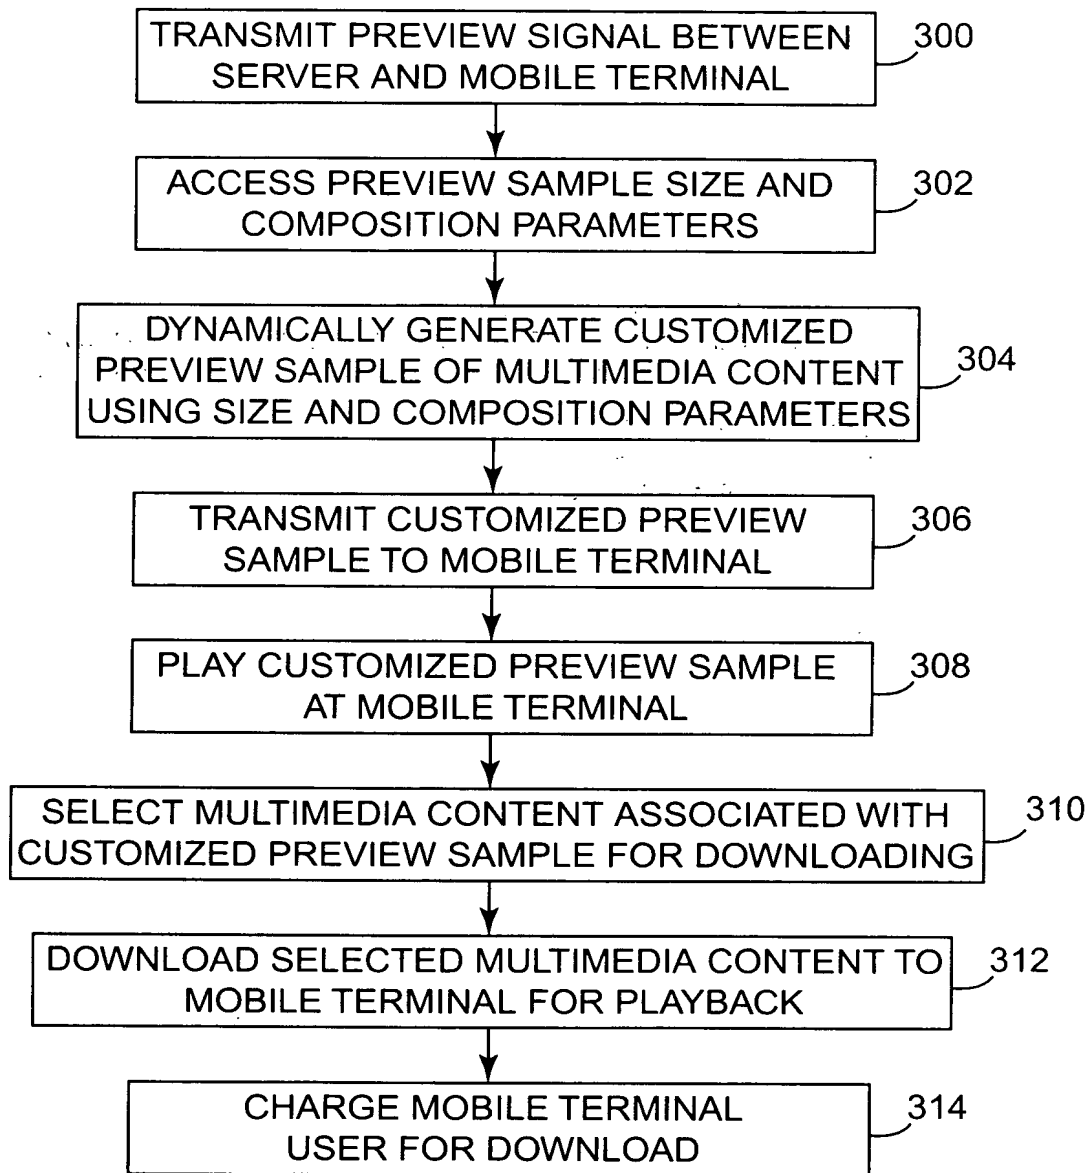 TRANSMIT PREVIEW SIGNAL BETWEEN
SERVER AND MOBILE TERMINAL
300
ACCESS PREVIEW SAMPLE SIZE AND
COMPOSITION PARAMETERS
302
DYNAMICALLY GENERATE CUSTOMIZED
PREVIEW SAMPLE OF MULTIMEDIA CONTENT
USING SIZE AND COMPOSITION PARAMETERS
304
TRANSMIT CUSTOMIZED PREVIEW
SAMPLE TO MOBILE TERMINAL
306
PLAY CUSTOMIZED PREVIEW SAMPLE
AT MOBILE TERMINAL
308
SELECT MULTIMEDIA CONTENT ASSOCIATED WITH
CUSTOMIZED PREVIEW SAMPLE FOR DOWNLOADING
310
DOWNLOAD SELECTED MULTIMEDIA CONTENT TO
MOBILE TERMINAL FOR PLAYBACK
312
CHARGE MOBILE TERMINAL
USER FOR DOWNLOAD
314